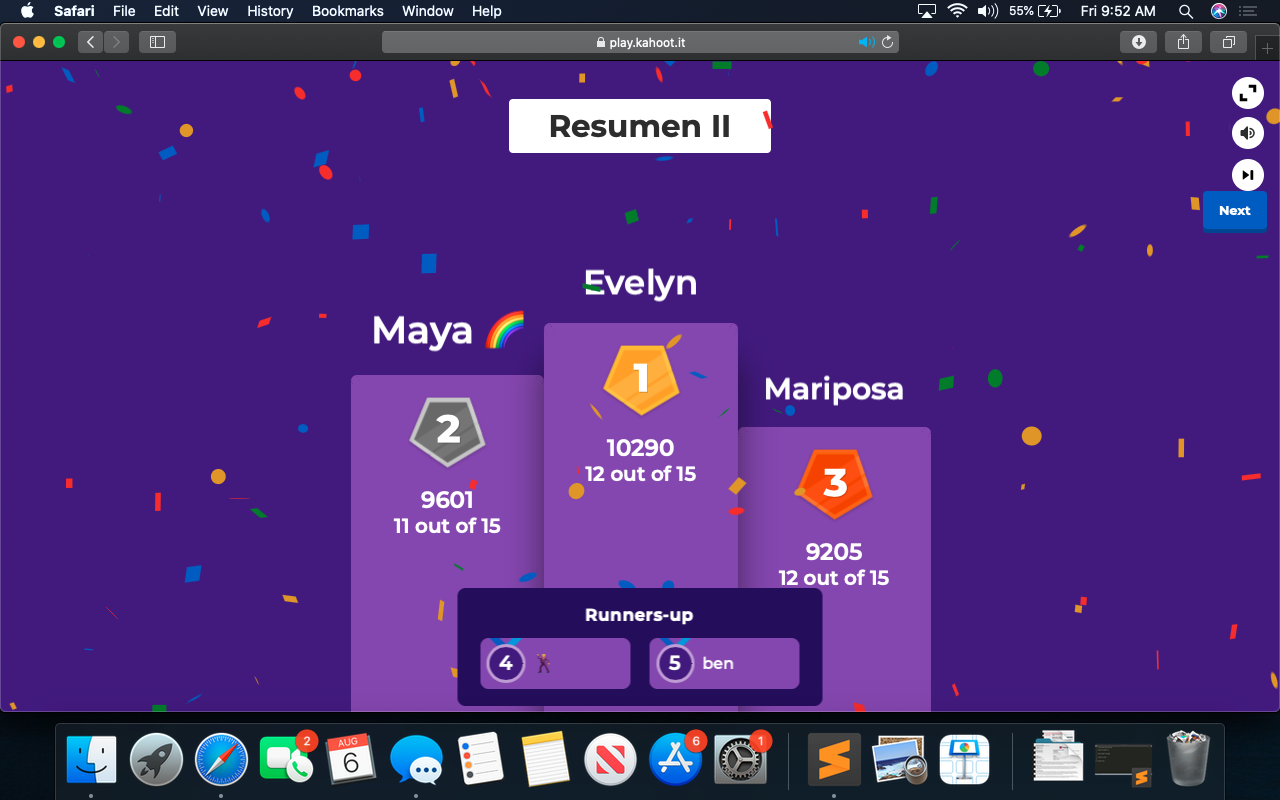 Safari File Edit View History Bookmarks Window Help 55% Fri 9:52 AM
play.kahoot.it
Resumen II
Next
Evelyn
Maya 🌈
1
Mariposa
2
10290
12 out of 15
3
9601
11 out of 15
9205
12 out of 15
Runners-up
4
5 ben
2
AUG
6
6
1